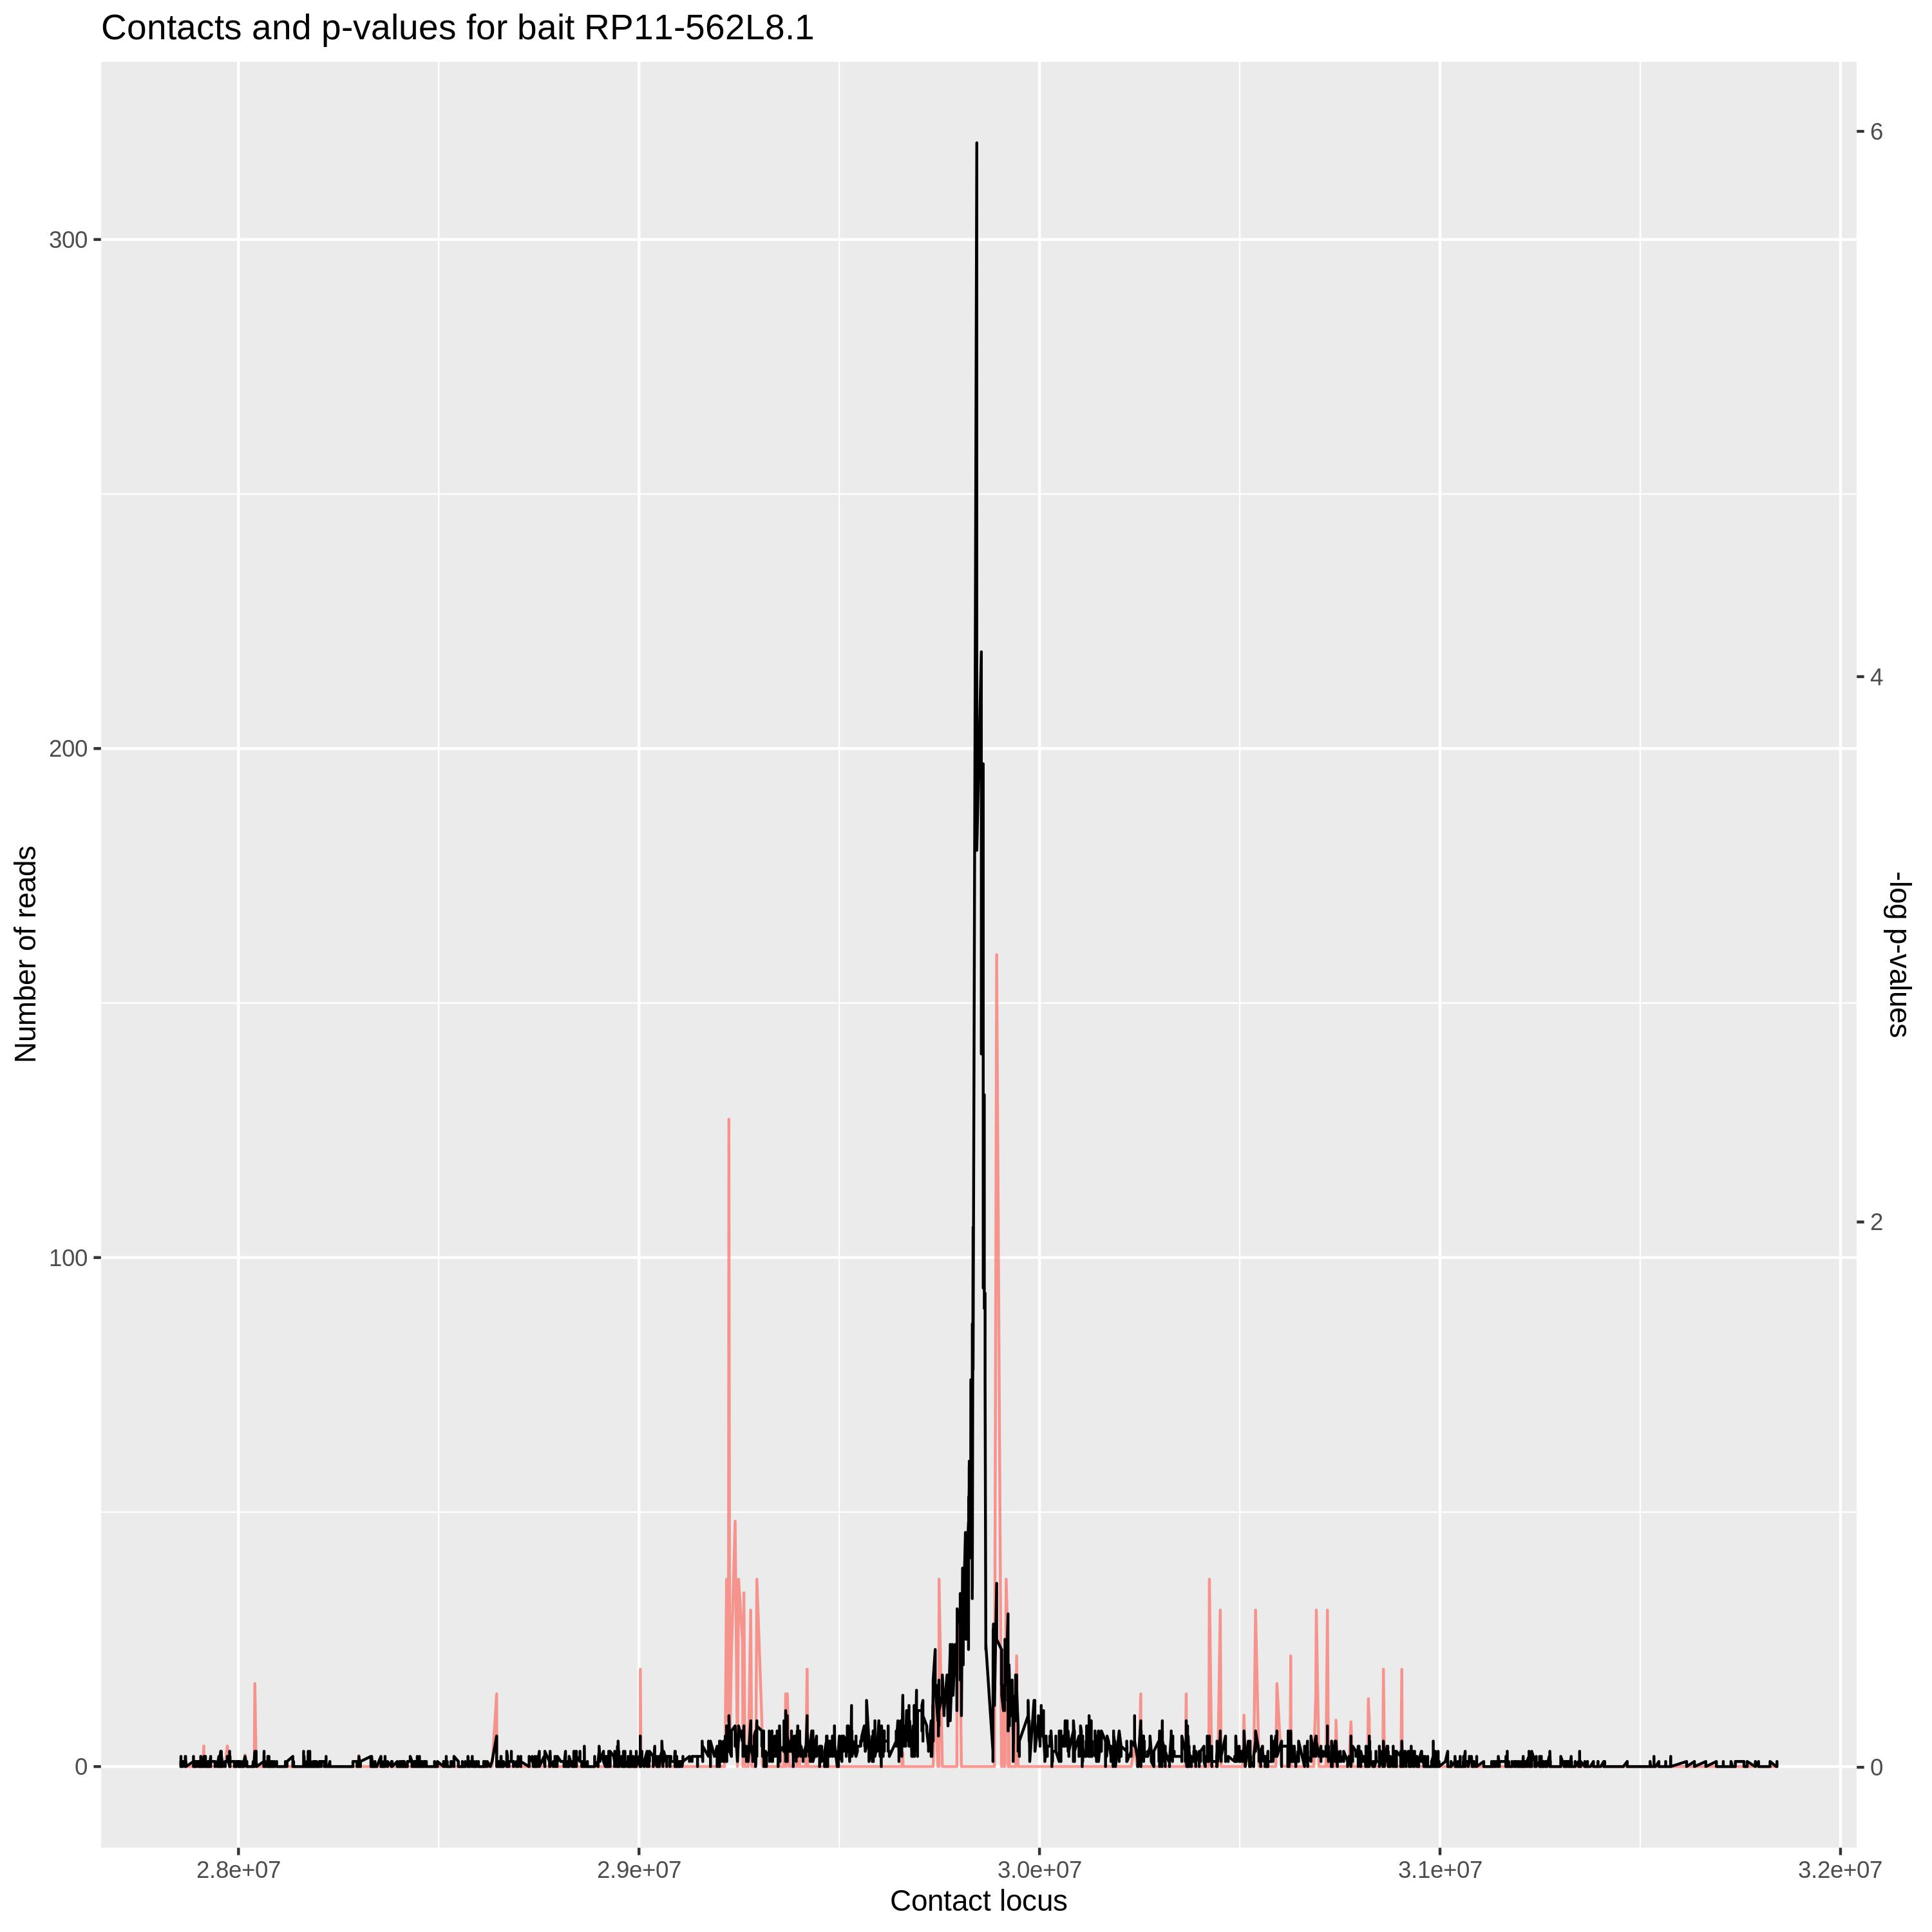 Contacts and p-values for bait RP11-562L8.1
300
200
100
0
Number of reads
6
4
2
0
-log p-values
2.8e+07
2.9e+07
3.0e+07
3.1e+07
3.2e+07
Contact locus